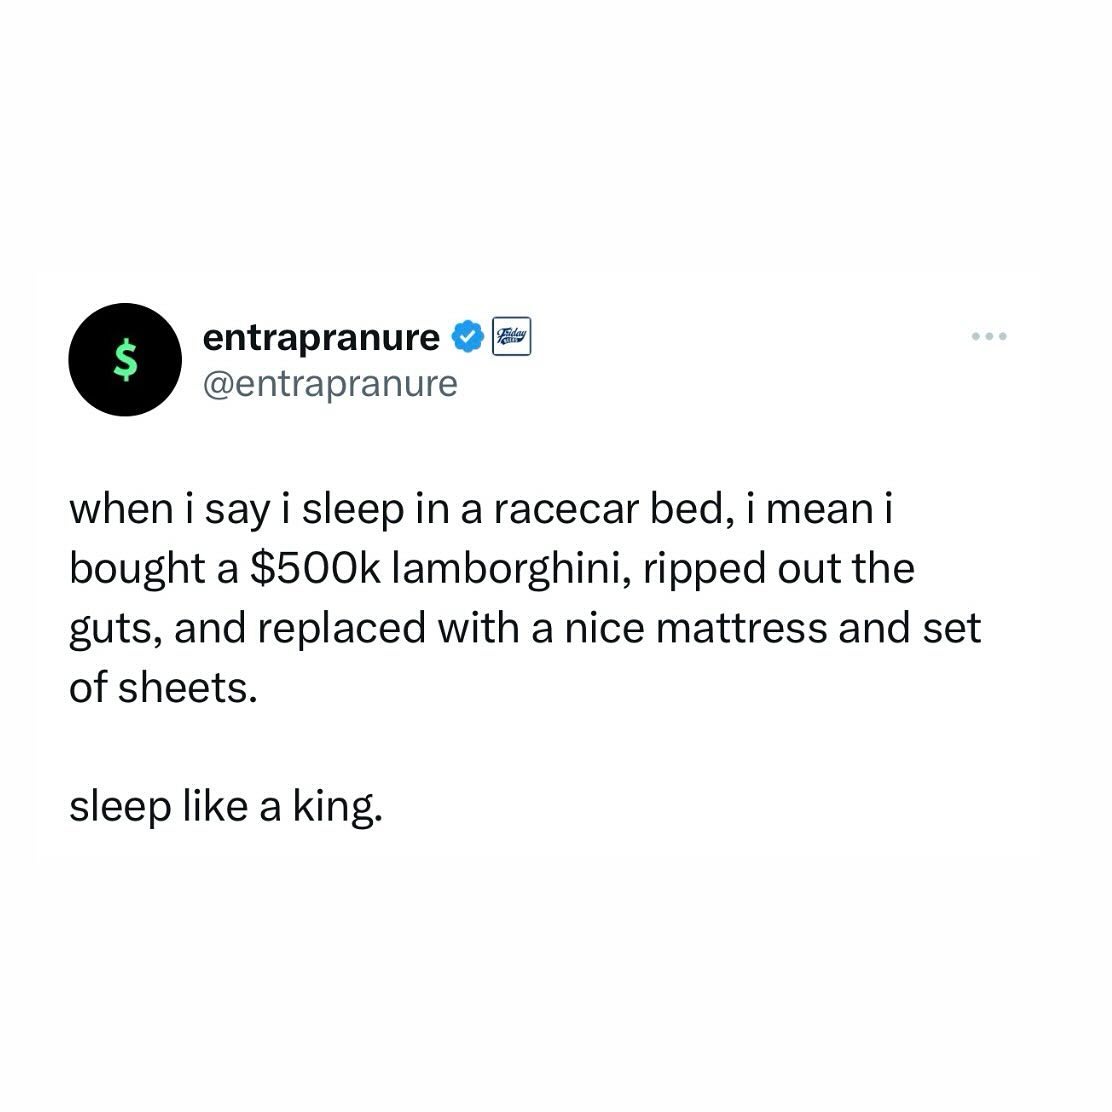 $
entrapranure
Friday
@entrapranure
when i say i sleep in a racecar bed, i mean i
bought a $500k lamborghini, ripped out the
guts, and replaced with a nice mattress and set
of sheets.
sleep like a king.